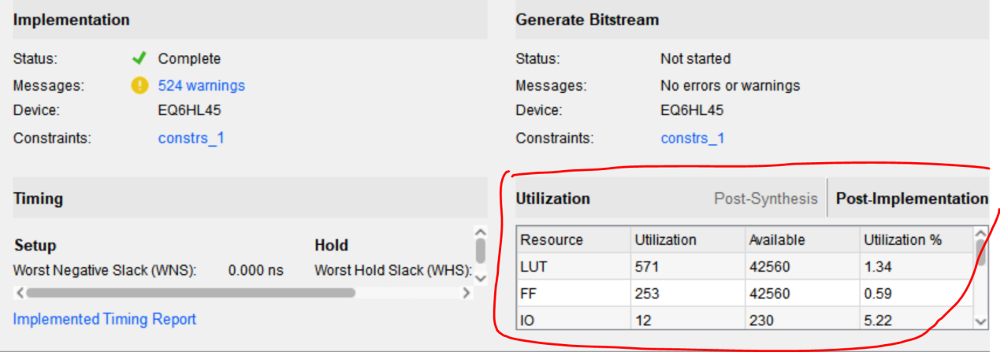 Implementation
Status: Complete
Messages: 524 warnings
Device: EQ6HL45
Constraints: constrs_1
Generate Bitstream
Status: Not started
Messages: No errors or warnings
Device: EQ6HL45
Constraints: constrs_1
Timing
Setup Hold
Worst Negative Slack (WNS): 0.000 ns Worst Hold Slack (WHS):
Implemented Timing Report
Utilization Post-Synthesis Post-Implementation
Resource Utilization Available Utilization %
LUT 571 42560 1.34
FF 253 42560 0.59
IO 12 230 5.22